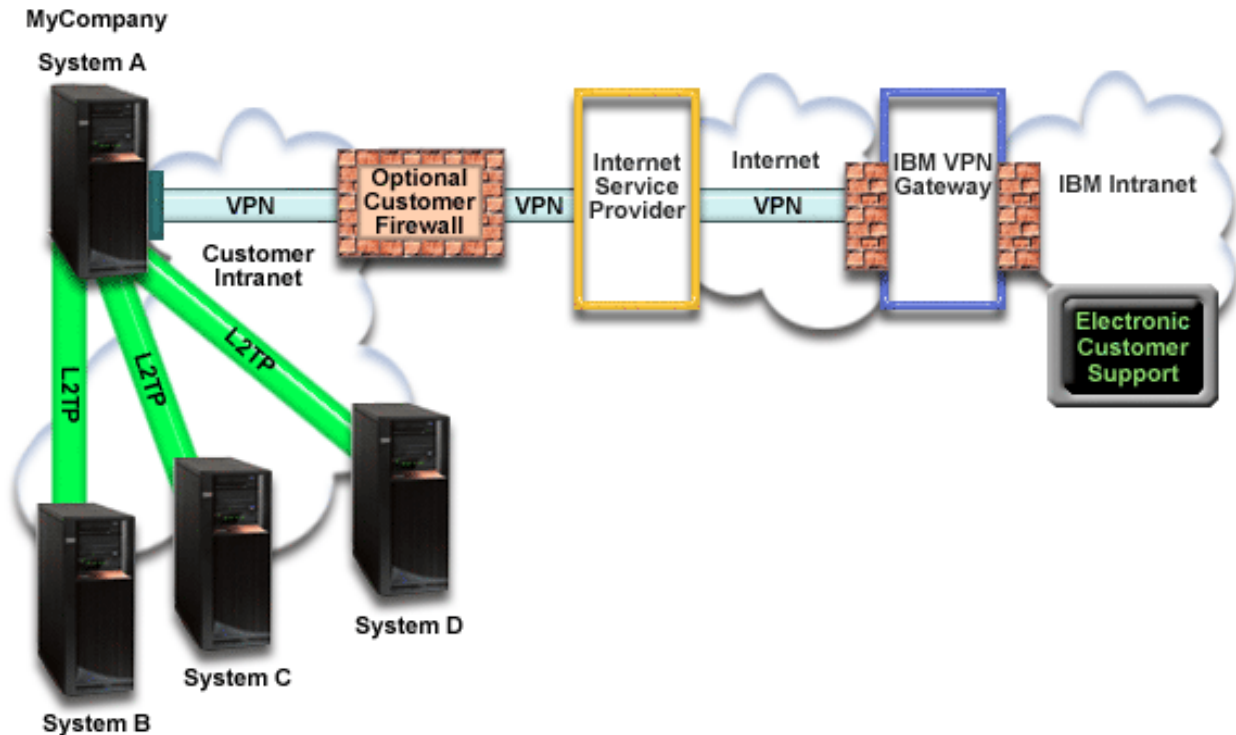 MyCompany
System A
VPN
Optional
Customer
Firewall
VPN
Internet
Service
Provider
Internet
VPN
IBM VPN
Gateway
IBM Intranet
Customer
Intranet
Electronic
Customer
Support
L2TP
L2TP
L2TP
System D
System C
System B